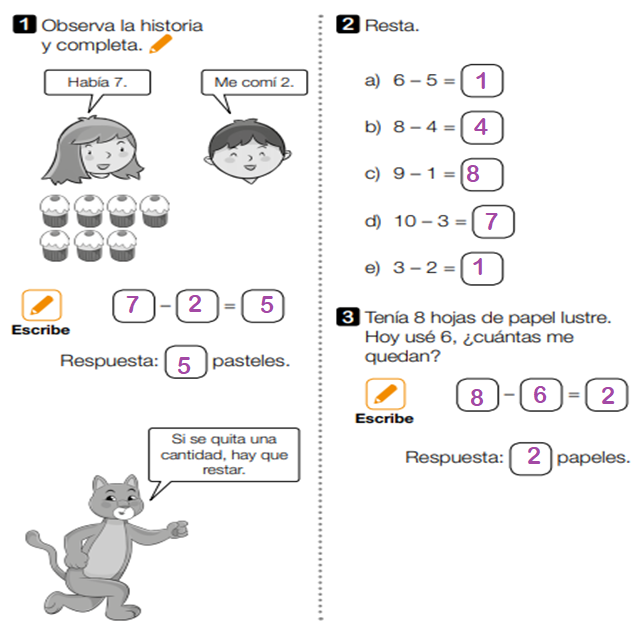 1 Observa la historia
y completa.
Había 7.
Me comí 2.
7 - 2 = 5
Escribe
Respuesta: 5 pasteles.
Si se quita una
cantidad, hay que
restar.
2 Resta.
a) 6 – 5 = 1
b) 8 – 4 = 4
c) 9 – 1 = 8
d) 10 – 3 = 7
e) 3 – 2 = 1
3 Tenía 8 hojas de papel lustre.
Hoy usé 6, ¿cuántas me
quedan?
8 – 6 = 2
Escribe
Respuesta: 2 papeles.